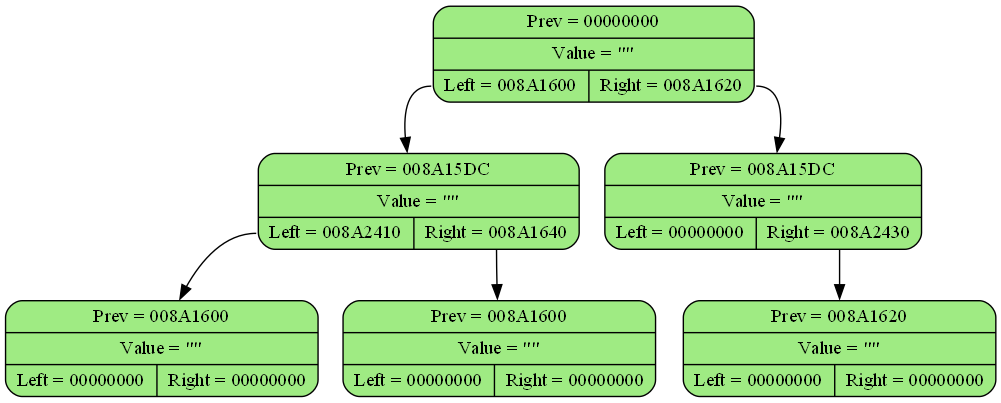 Prev = 00000000
Value = ""
Left = 008A1600 Right = 008A1620
Prev = 008A15DC
Value = ""
Left = 008A2410 Right = 008A1640
Prev = 008A15DC
Value = ""
Left = 00000000 Right = 008A2430
Prev = 008A1600
Value = ""
Left = 00000000 Right = 00000000
Prev = 008A1600
Value = ""
Left = 00000000 Right = 00000000
Prev = 008A1620
Value = ""
Left = 00000000 Right = 00000000